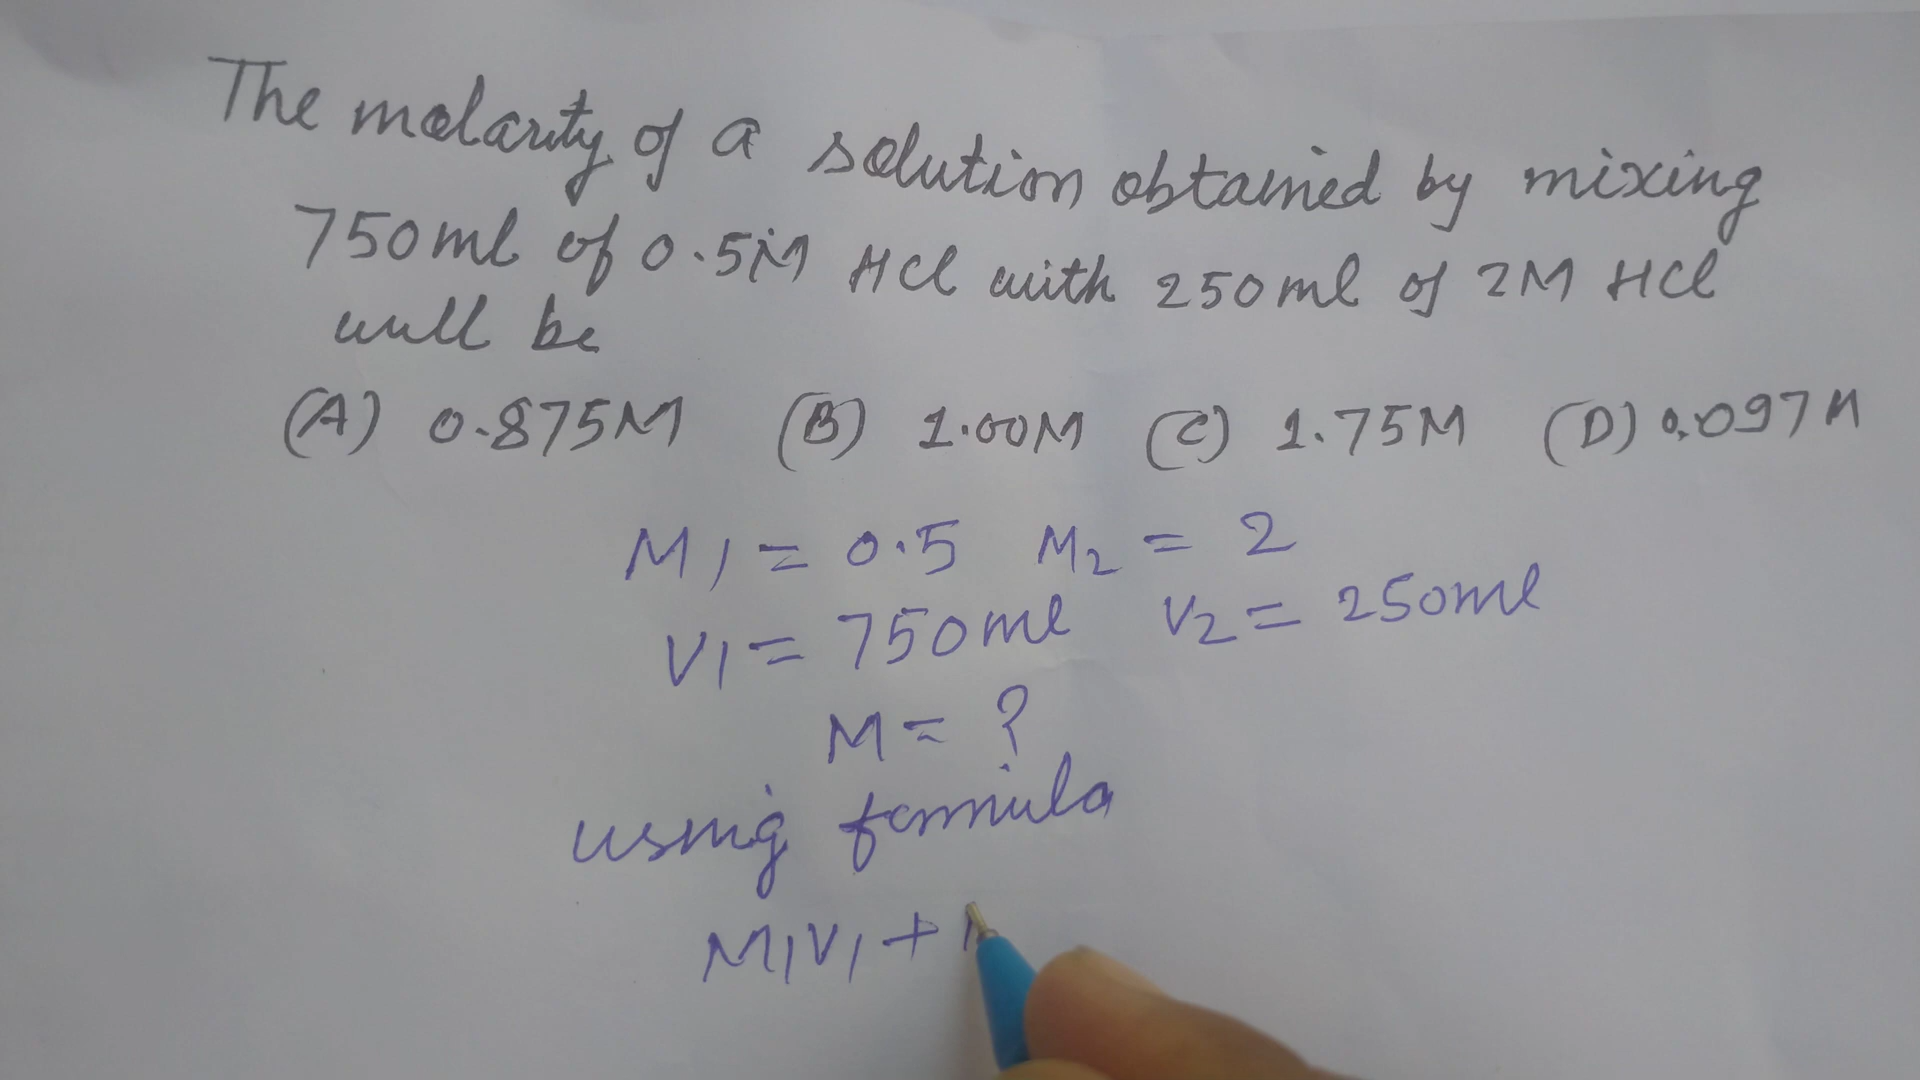 The molarity of a solution obtained by mixing
750ml of 0.5M HCl with 250ml of 2M HCl
will be
(A) 0.875M (B) 1.00M (C) 1.75M (D) 0.097M
M1 = 0.5 M2 = 2
V1 = 750ml V2 = 250ml
M = ?
using formula
M1V1 +